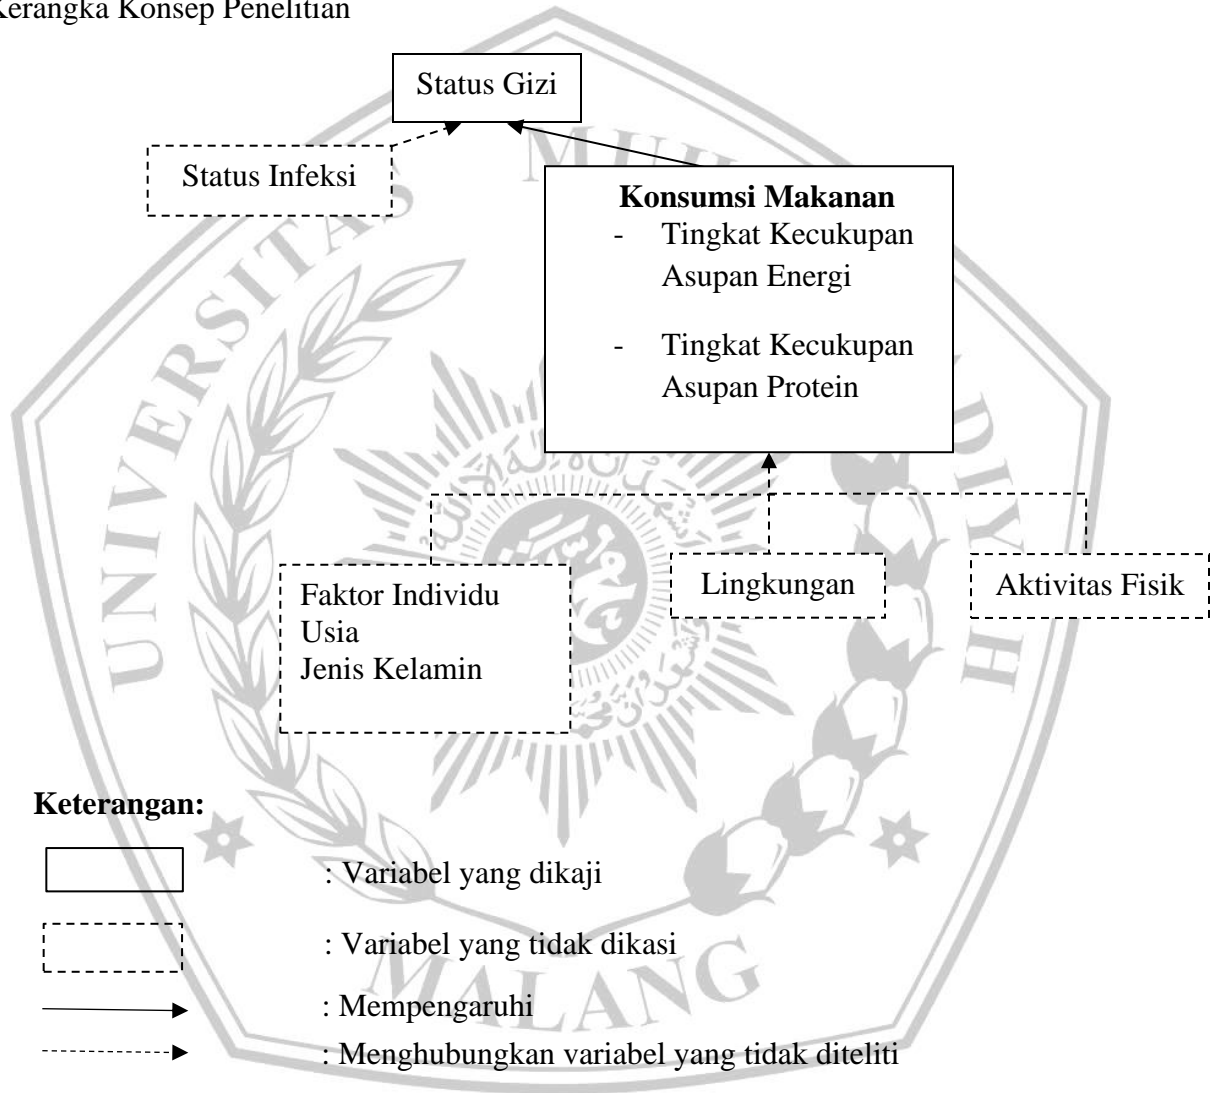 Kerangka Konsep Penelitian
Status Gizi
Status Infeksi
Konsumsi Makanan
- Tingkat Kecukupan
Asupan Energi
- Tingkat Kecukupan
Asupan Protein
Faktor Individu
Usia
Jenis Kelamin
Lingkungan
Aktivitas Fisik
Keterangan:
: Variabel yang dikaji
: Variabel yang tidak dikasi
: Mempengaruhi
: Menghubungkan variabel yang tidak diteliti
UNIVERSITAS
MALANG